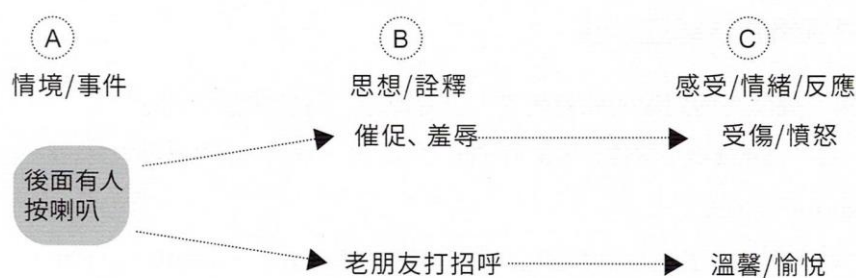 A B C
情境/事件 思想/詮釋 感受/情緒/反應
催促、羞辱 受傷/憤怒
後面有人
按喇叭
老朋友打招呼 溫馨/愉悅